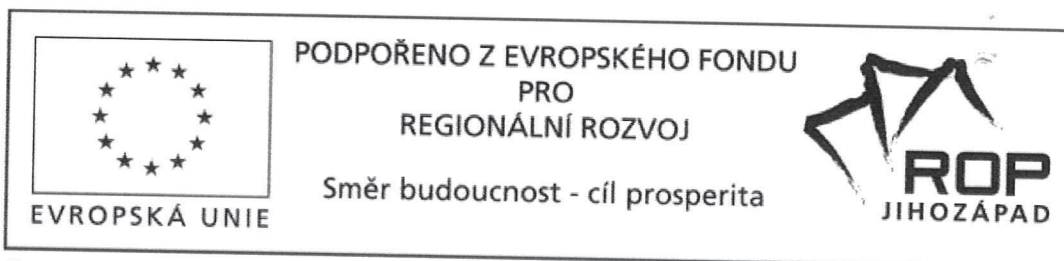 EVROPSKÁ UNIE
PODPOŘENO Z EVROPSKÉHO FONDU
PRO
REGIONÁLNÍ ROZVOJ
Směr budoucnost - cíl prosperita
ROP
JIHOZÁPAD